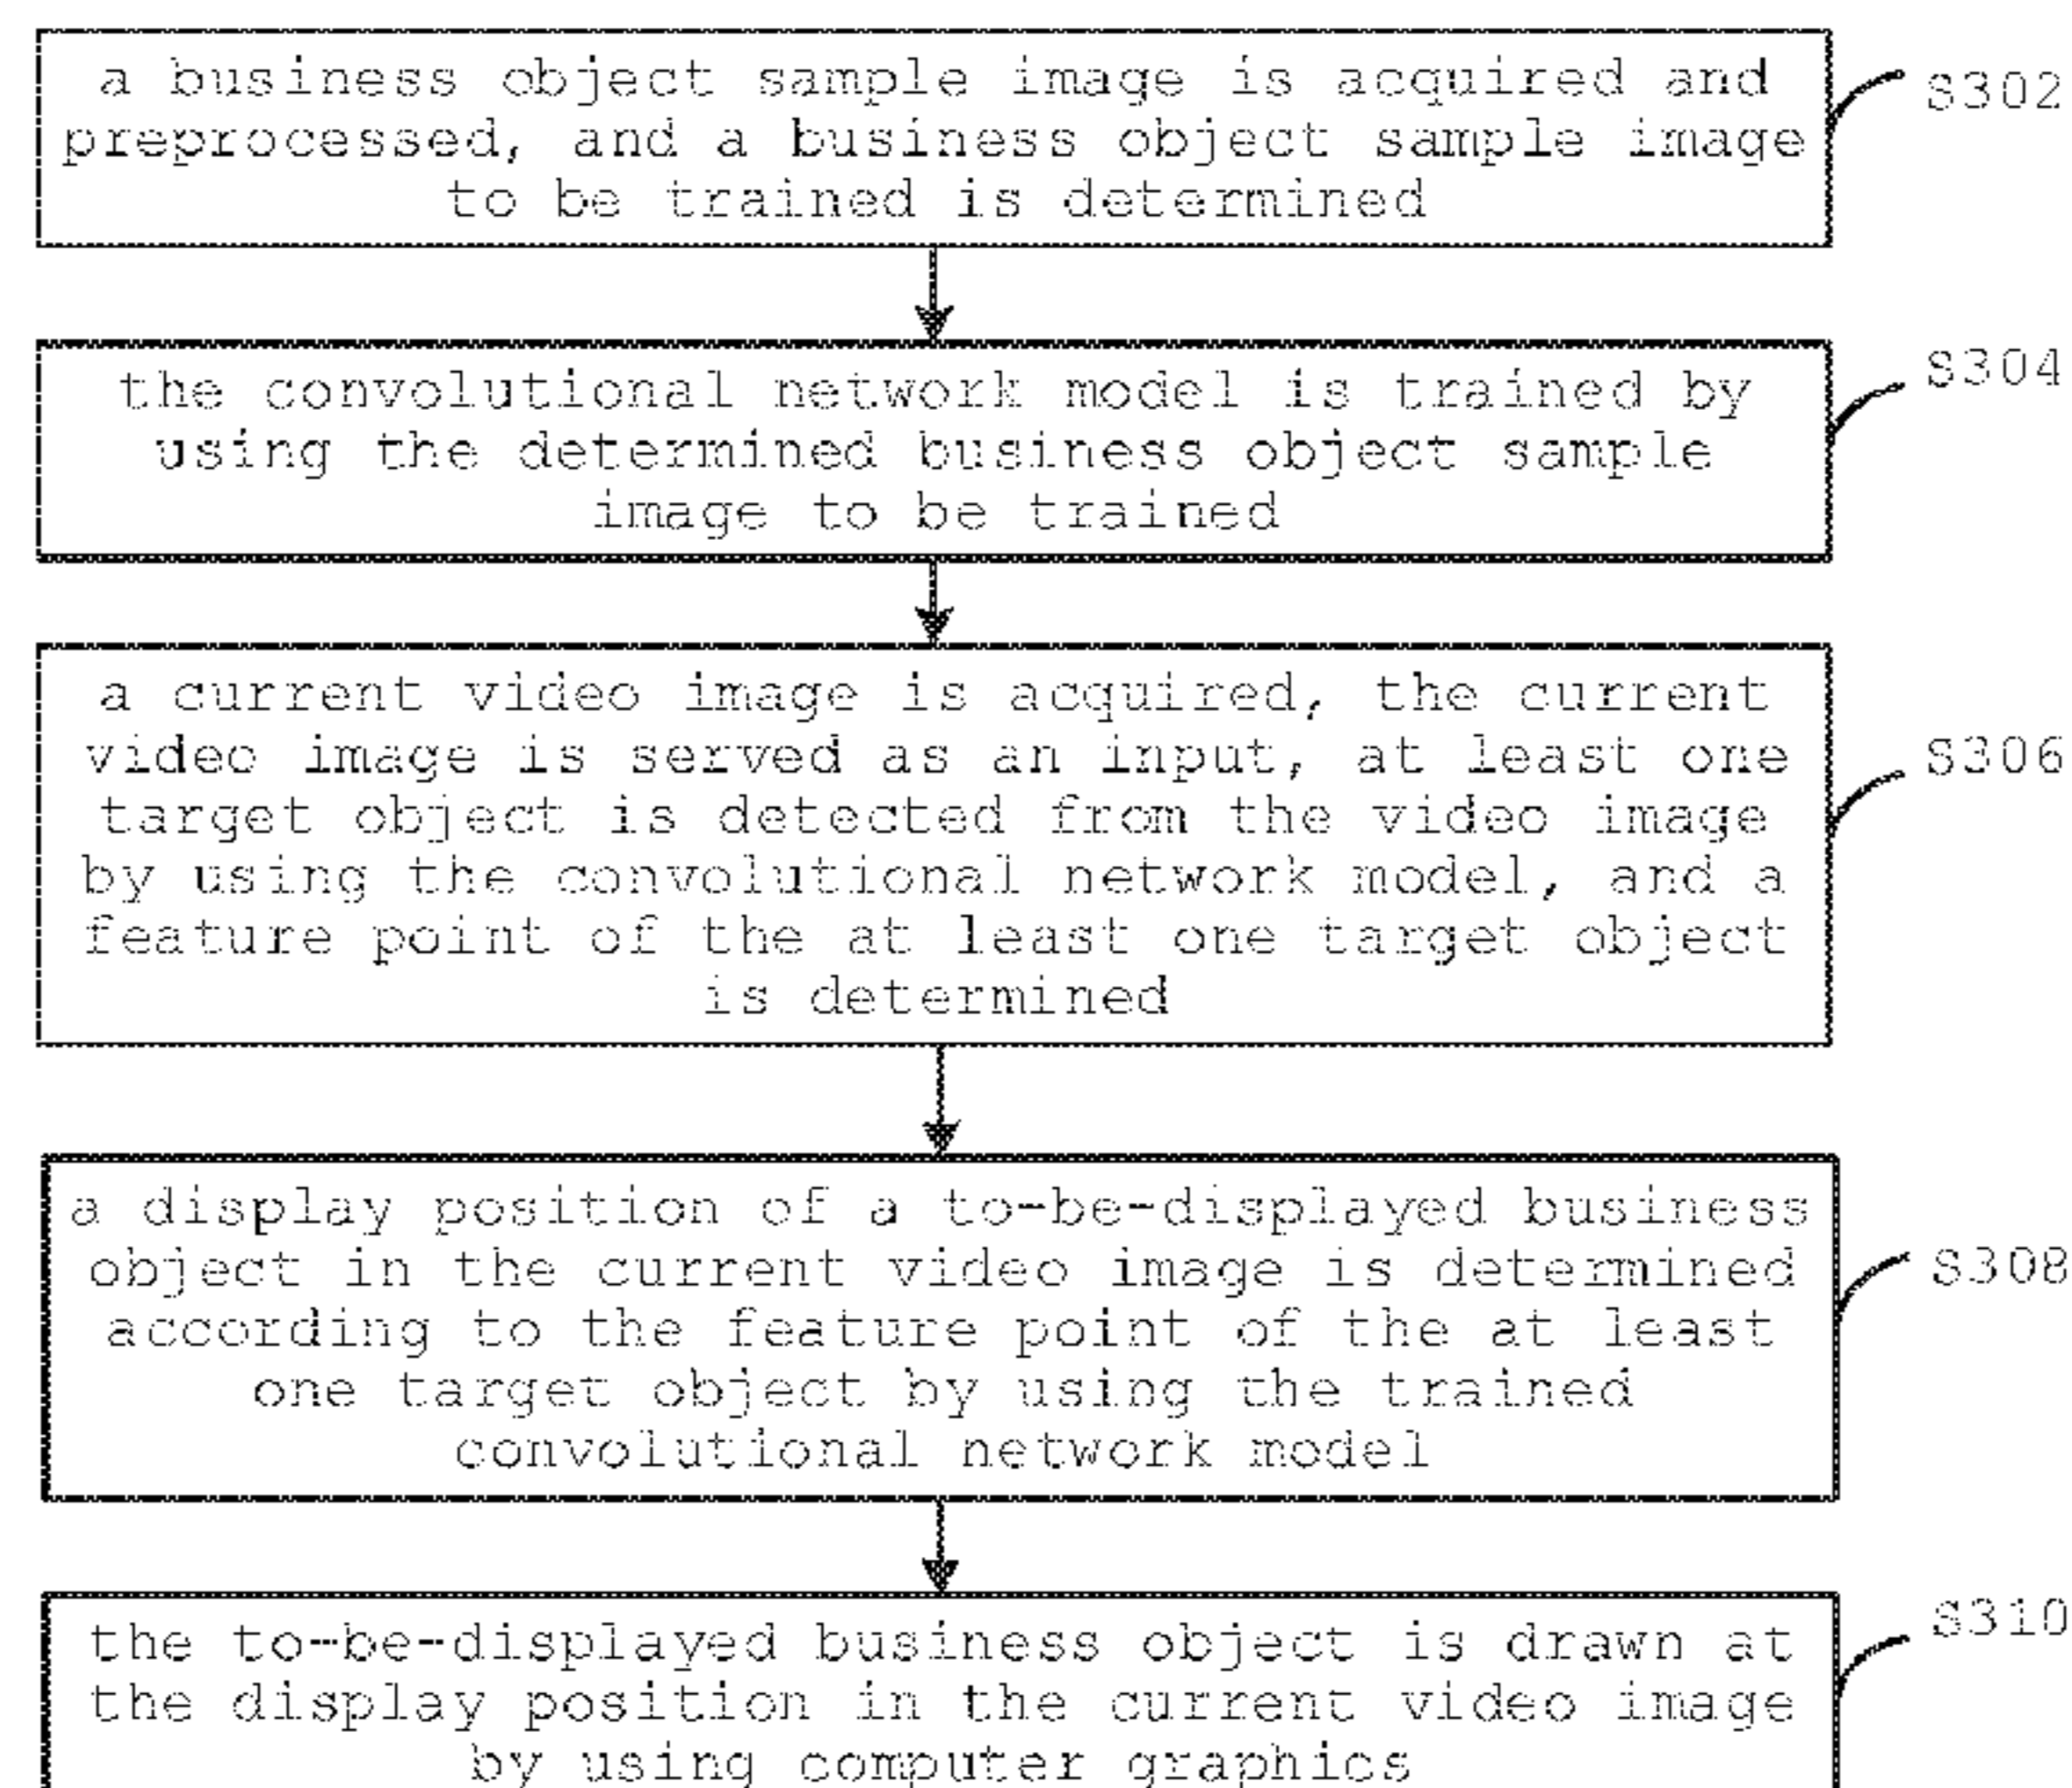 a business object sample image is acquired and
preprocessed, and a business object sample image
to be trained is determined
S302
the convolutional network model is trained by
using the determined business object sample
image to be trained
S304
a current video image is acquired, the current
video image is served as an input, at least one
target object is detected from the video image
by using the convolutional network model, and a
feature point of the at least one target object
is determined
S306
a display position of a to-be-displayed business
object in the current video image is determined
according to the feature point of the at least
one target object by using the trained
convolutional network model
S308
the to-be-displayed business object is drawn at
the display position in the current video image
by using computer graphics
S310